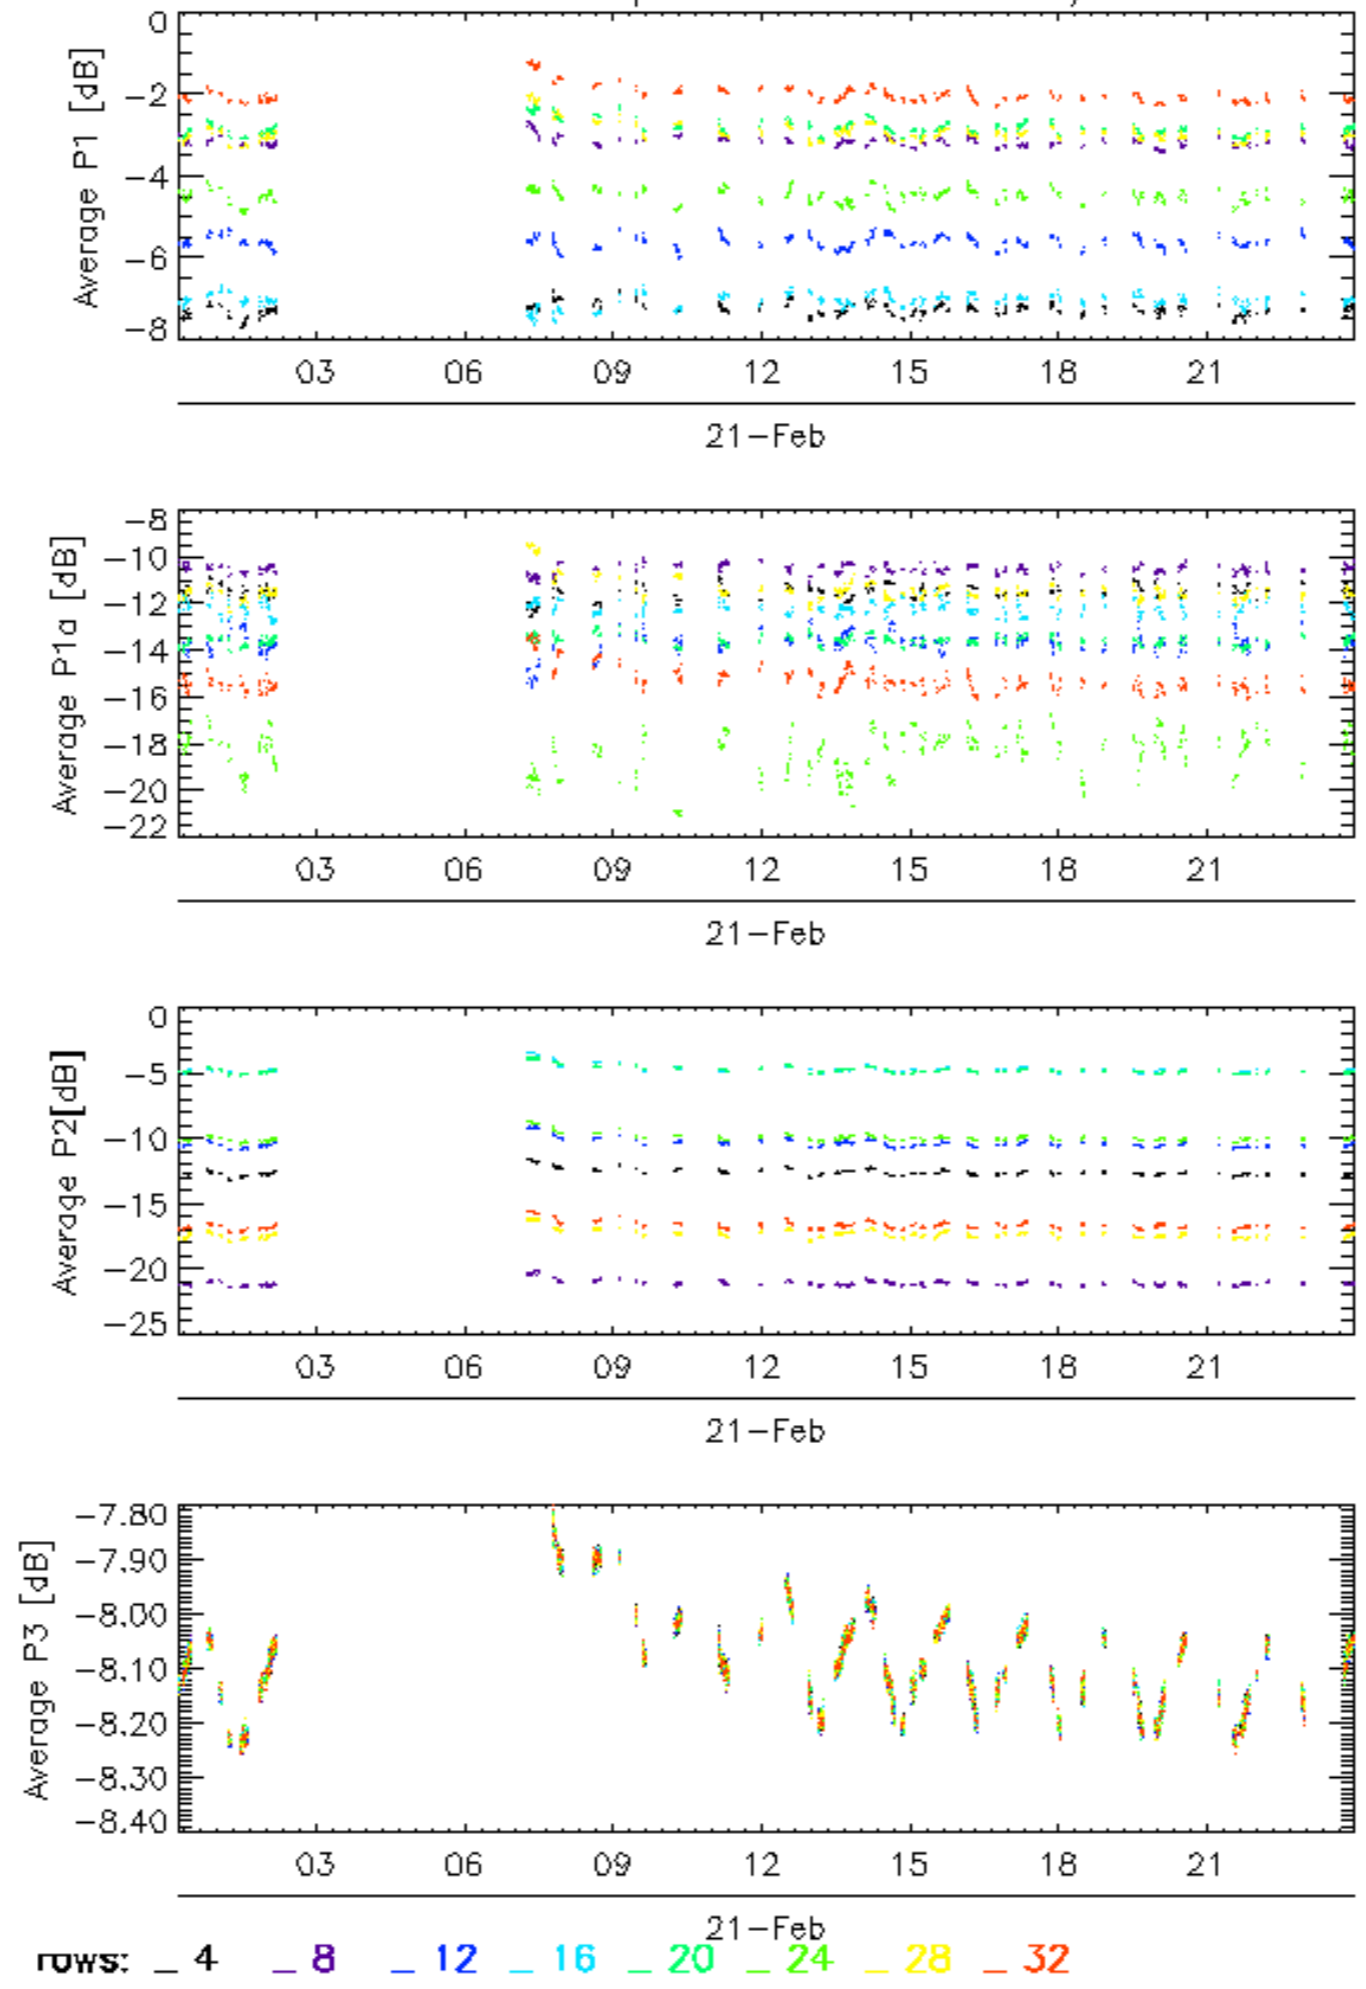 Average P1 [dB]
0
−2
−4
−6
−8
03 06 09 12 15 18 21
21−Feb
Average P1a [dB]
−8
−10
−12
−14
−16
−18
−20
−22
03 06 09 12 15 18 21
21−Feb
Average P2[dB]
0
−5
−10
−15
−20
−25
03 06 09 12 15 18 21
21−Feb
Average P3 [dB]
−7.80
−7.90
−8.00
−8.10
−8.20
−8.30
−8.40
03 06 09 12 15 18 21
21−Feb
rows: _ 4 _ 8 _ 12 _ 16 _ 20 _ 24 _ 28 _ 32